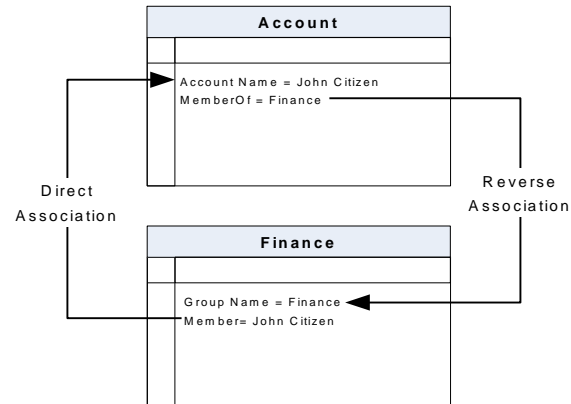 Account
Account Name = John Citizen
MemberOf = Finance
Direct
Association
Reverse
Association
Finance
Group Name = Finance
Member= John Citizen